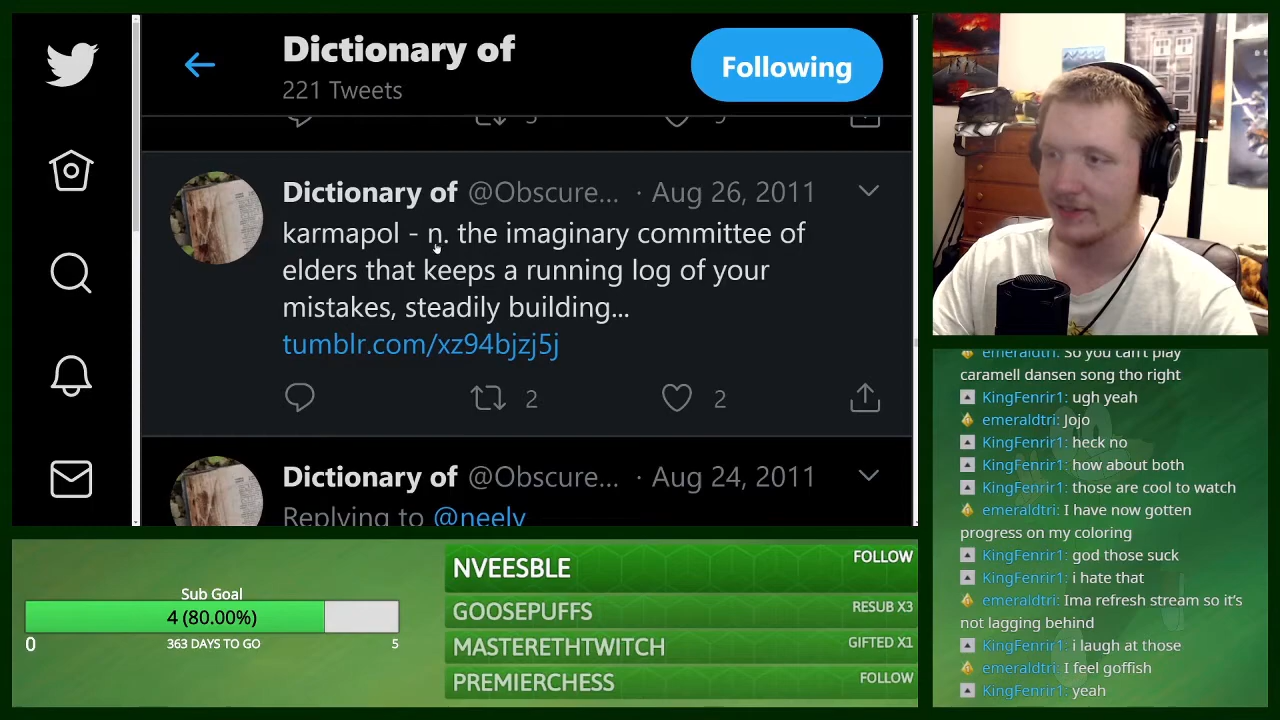 Dictionary of
221 Tweets
Following
Dictionary of @Obscure... · Aug 26, 2011
karmapol - n. the imaginary committee of
elders that keeps a running log of your
mistakes, steadily building...
tumblr.com/xz94bjzj5j
2
2
Dictionary of @Obscure... · Aug 24, 2011
Replying to @neely
Sub Goal
4 (80.00%)
0
363 DAYS TO GO
5
NVEESBLE FOLLOW
GOOSEPUFFS RESUB X3
MASTERETHTWITCH GIFTED X1
PREMIERCHESS FOLLOW
emeraldtri: So you can't play
caramell dansen song tho right
KingFenrir1: ugh yeah
emeraldtri: Jojo
KingFenrir1: heck no
KingFenrir1: how about both
KingFenrir1: those are cool to watch
emeraldtri: I have now gotten
progress on my coloring
KingFenrir1: god those suck
KingFenrir1: i hate that
emeraldtri: Ima refresh stream so it's
not lagging behind
KingFenrir1: i laugh at those
emeraldtri: I feel goffish
KingFenrir1: yeah